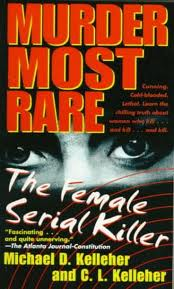 MURDER
MOST RARE
Cunning.
Cold-blooded.
Lethal. Learn the
chilling truth about
women who kill . . .
and kill . . . and kill.
The Female
Serial Killer
"Fascinating . . .
and quite unnerving."
—The Atlanta Journal-Constitution
Michael D. Kelleher
and C. L. Kelleher